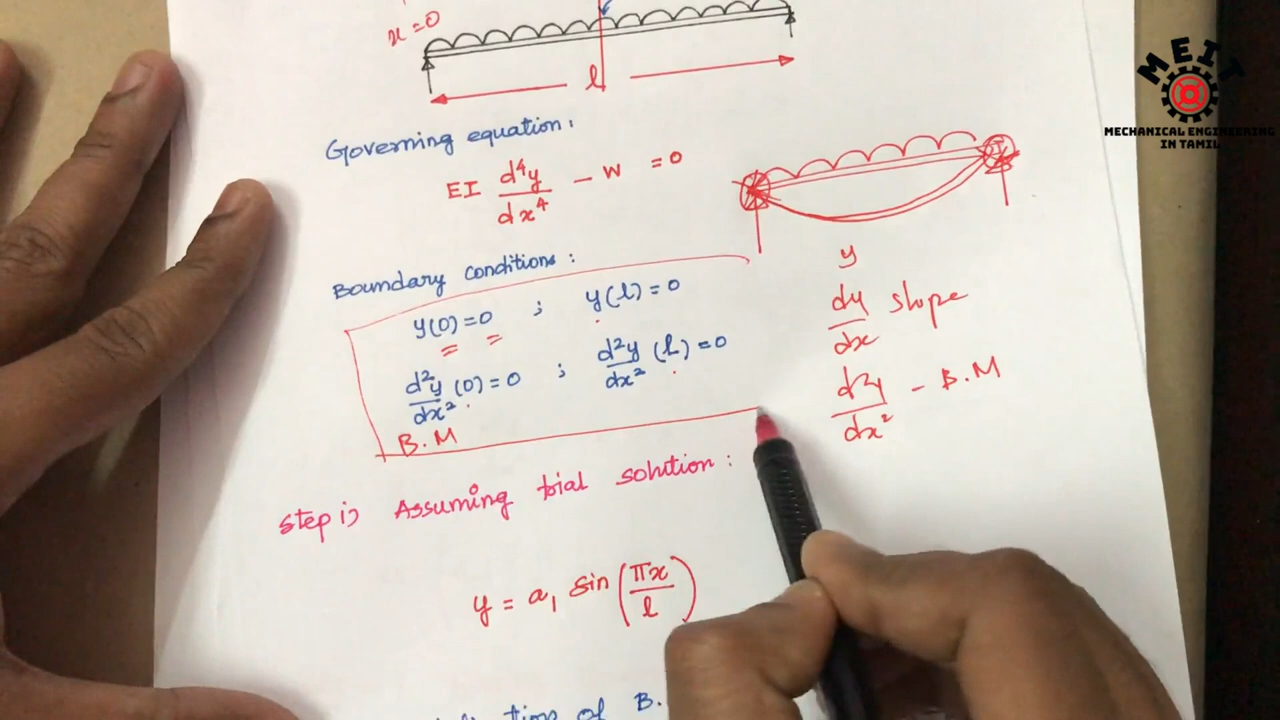 x=0
l
MEIT
MECHANICAL ENGINEERING
IN TAMIL
Governing equation:
EI d⁴y/dx⁴ - w = 0
Boundary conditions:
y(0)=0 ; y(l)=0
d²y/dx² (0)=0 ; d²y/dx² (l)=0
B.M
y
dy/dx slope
d²y/dx² - B.M
Step i) Assuming trial solution:
y = a₁ sin(πx/l)
of B.